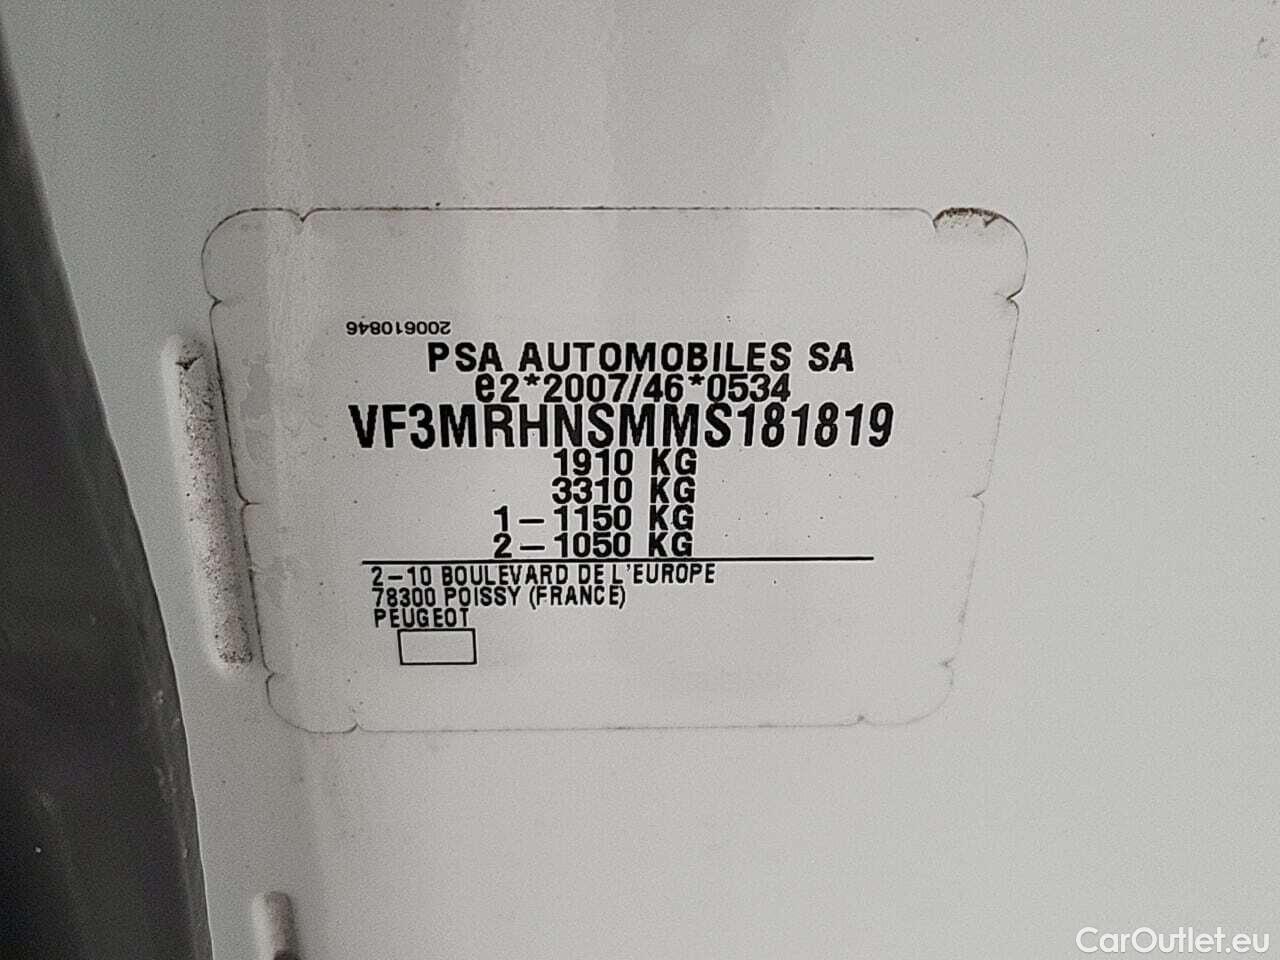 200610846
PSA AUTOMOBILES SA
e2*2007/46*0534
VF3MRHNSMMS181819
1910 KG
3310 KG
1-1150 KG
2-1050 KG
2-10 BOULEVARD DE L'EUROPE
78300 POISSY (FRANCE)
PEUGEOT
CarOutlet.eu